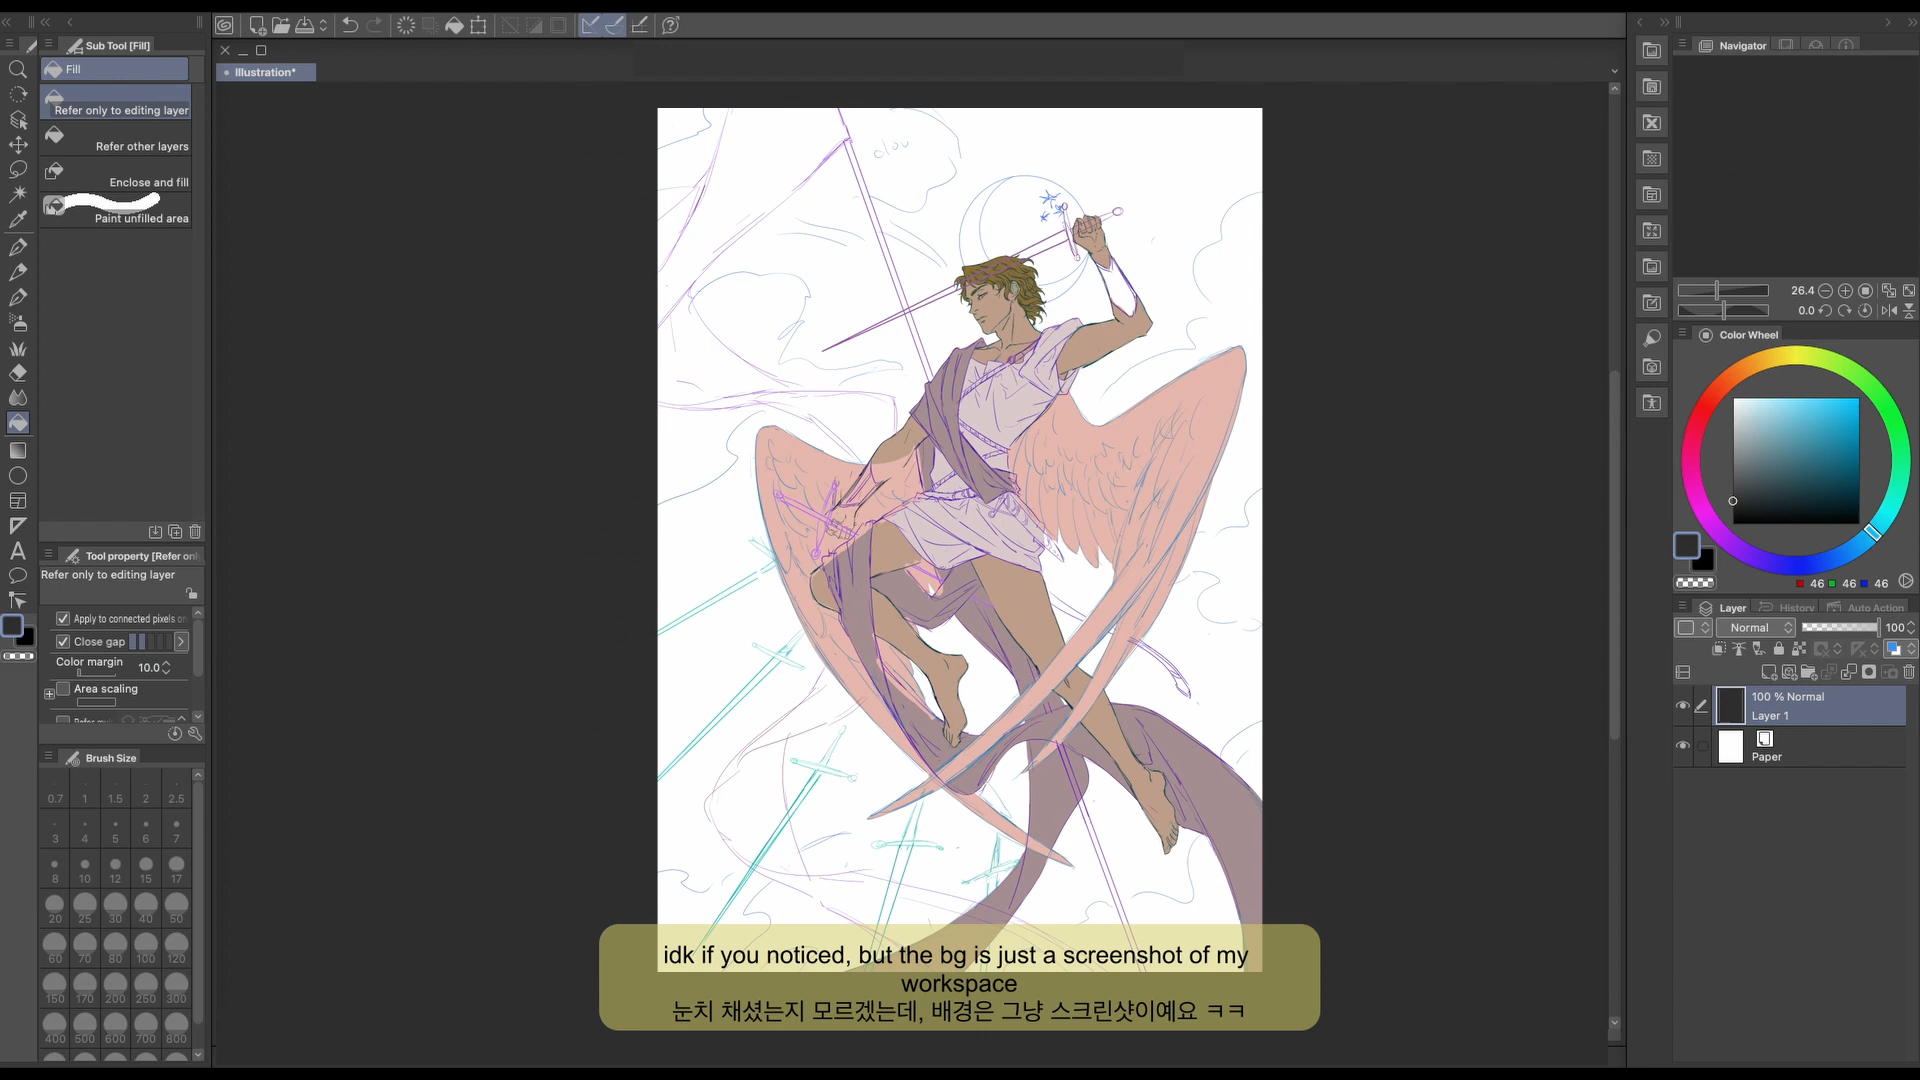 Sub Tool [Fill]
Fill
Refer only to editing layer
Refer other layers
Enclose and fill
Paint unfilled area
Illustration*
Tool property [Refer onl
Refer only to editing layer
Apply to connected pixels o
Close gap
Color margin 10.0
Area scaling
Brush Size
0.7 1 1.5 2 2.5
3 4 5 6 7
8 10 12 15 17
20 25 30 40 50
60 70 80 100 120
150 170 200 250 300
400 500 600 700 800
Navigator
26.4
0.0
Color Wheel
46 46 46
Layer History Auto Action
Normal 100
100 % Normal
Layer 1
Paper
idk if you noticed, but the bg is just a screenshot of my
workspace
눈치 채셨는지 모르겠는데, 배경은 그냥 스크린샷이예요 ㅋㅋ